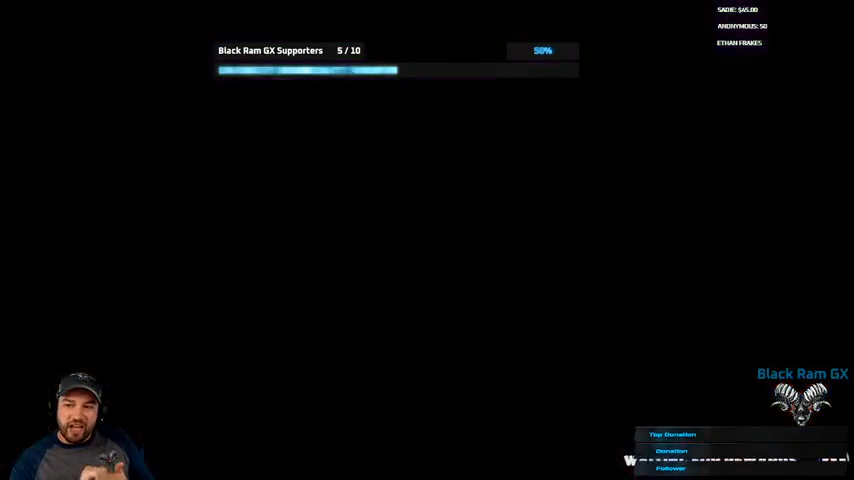 SADIE: $45.00
ANONYMOUS: 50
ETHAN FRAKES
Black Ram GX Supporters 5 / 10 50%
Black Ram GX
Top Donation
Donation
Follower